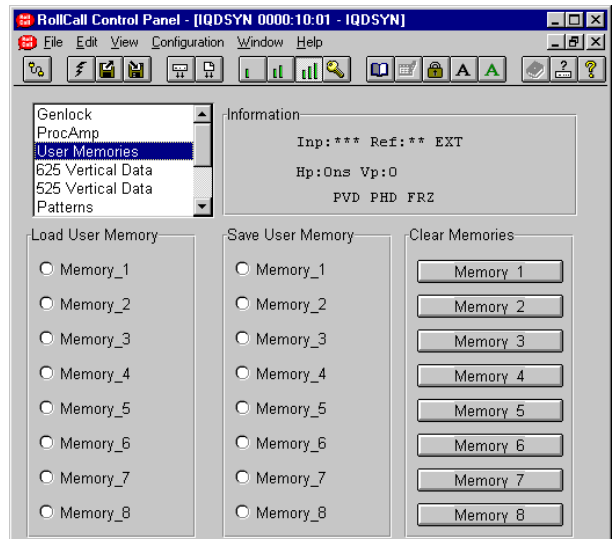 RollCall Control Panel - [IQDSYN 0000:10:01 - IQDSYN]
File Edit View Configuration Window Help
A A
Genlock
ProcAmp
User Memories
625 Vertical Data
525 Vertical Data
Patterns
Information
Inp:*** Ref:** EXT
Hp:0ns Vp:0
PVD PHD FRZ
Load User Memory
Memory_1
Memory_2
Memory_3
Memory_4
Memory_5
Memory_6
Memory_7
Memory_8
Save User Memory
Memory_1
Memory_2
Memory_3
Memory_4
Memory_5
Memory_6
Memory_7
Memory_8
Clear Memories
Memory 1
Memory 2
Memory 3
Memory 4
Memory 5
Memory 6
Memory 7
Memory 8